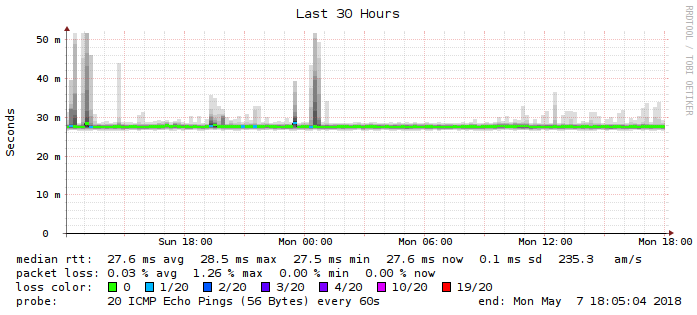 Last 30 Hours
RRDTOOL / TOBI OETIKER
Seconds
50 m
40 m
30 m
20 m
10 m
0
Sun 18:00 Mon 00:00 Mon 06:00 Mon 12:00 Mon 18:00
median rtt: 27.6 ms avg 28.5 ms max 27.5 ms min 27.6 ms now 0.1 ms sd 235.3 am/s
packet loss: 0.03 % avg 1.26 % max 0.00 % min 0.00 % now
loss color: 0 1/20 2/20 3/20 4/20 10/20 19/20
probe: 20 ICMP Echo Pings (56 Bytes) every 60s end: Mon May 7 18:05:04 2018